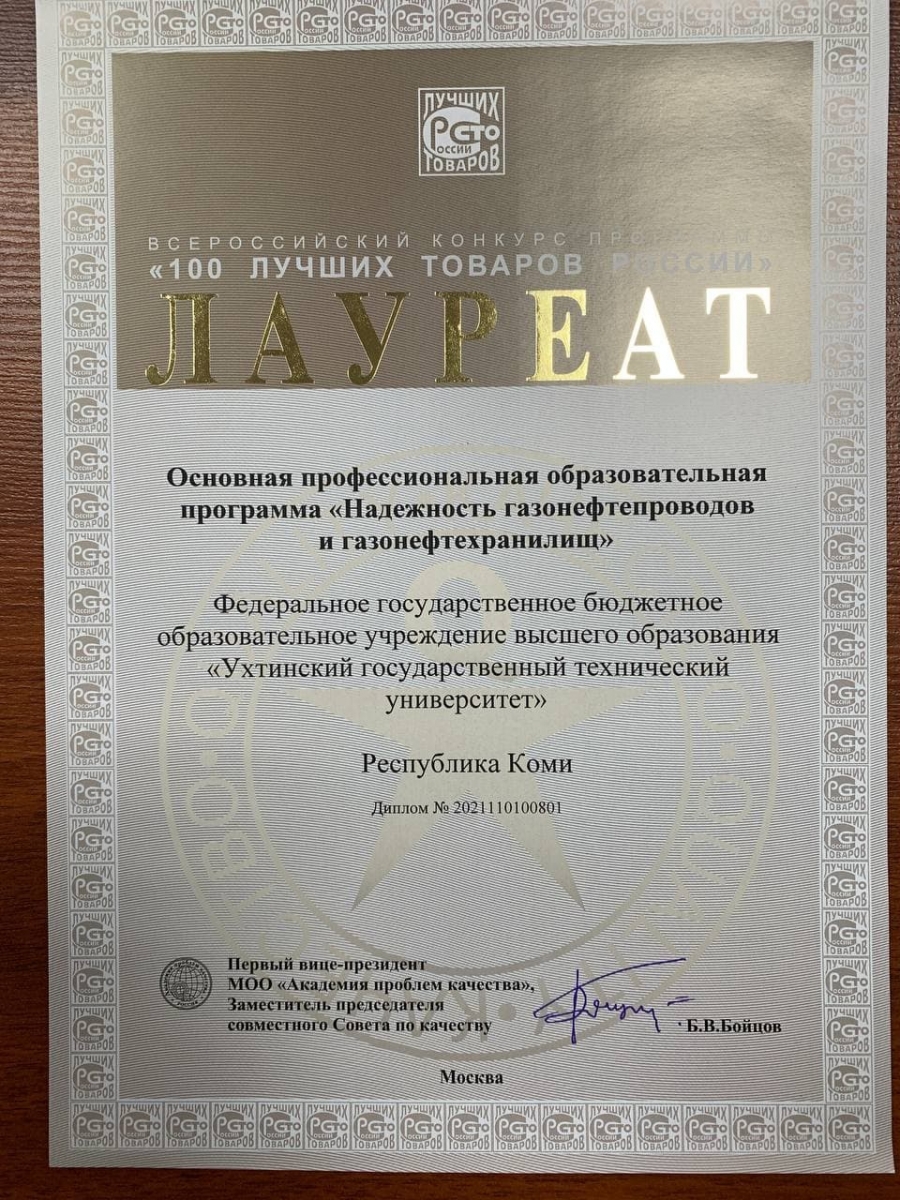 ЛУЧШИХ
РСТО
РОССИИ
ТОВАРОВ
ВСЕРОССИЙСКИЙ КОНКУРС ПРОГРАММЫ
«100 ЛУЧШИХ ТОВАРОВ РОССИИ»
ЛАУРЕАТ
Основная профессиональная образовательная
программа «Надежность газонефтепроводов
и газонефтехранилищ»
Федеральное государственное бюджетное
образовательное учреждение высшего образования
«Ухтинский государственный технический
университет»
Республика Коми
Диплом № 2021110100801
Первый вице-президент
МОО «Академия проблем качества»,
Заместитель председателя
совместного Совета по качеству
Б.В.Бойцов
Москва